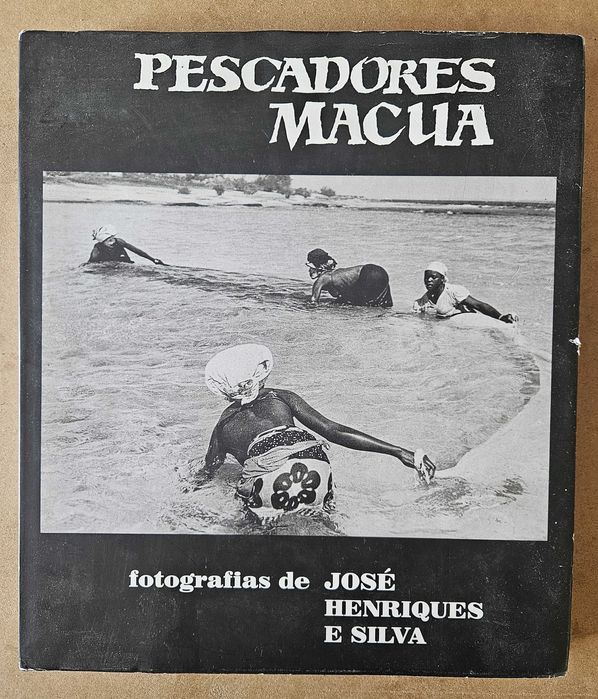 PESCADORES
MACUA
fotografias de JOSÉ
HENRIQUES
E SILVA